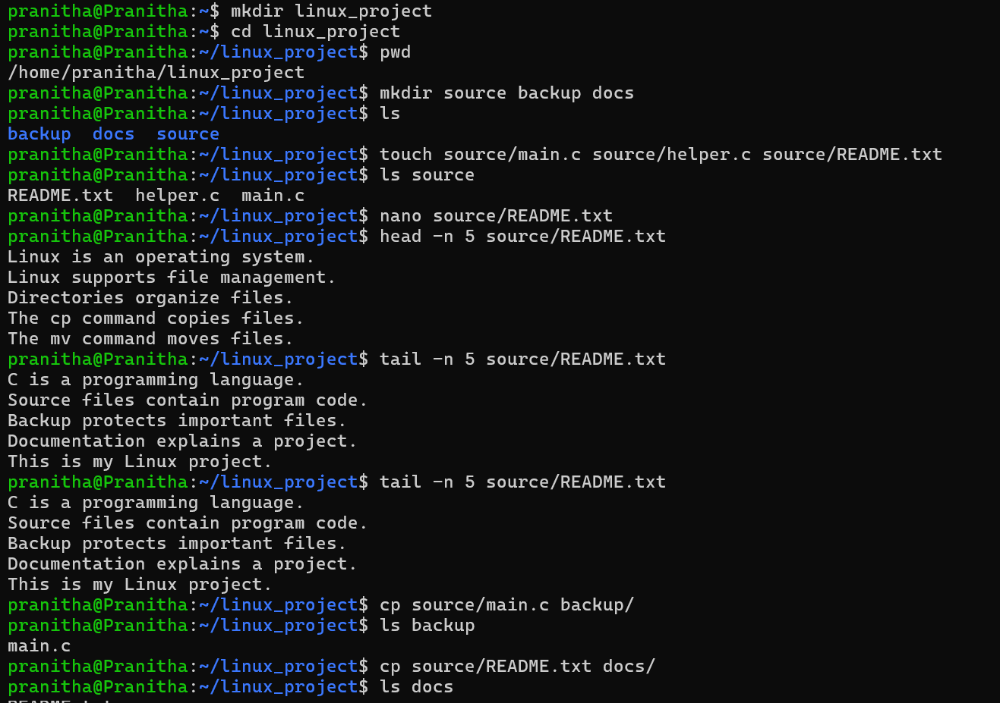 pranitha@Pranitha:~$ mkdir linux_project
pranitha@Pranitha:~$ cd linux_project
pranitha@Pranitha:~/linux_project$ pwd
/home/pranitha/linux_project
pranitha@Pranitha:~/linux_project$ mkdir source backup docs
pranitha@Pranitha:~/linux_project$ ls
backup  docs  source
pranitha@Pranitha:~/linux_project$ touch source/main.c source/helper.c source/README.txt
pranitha@Pranitha:~/linux_project$ ls source
README.txt  helper.c  main.c
pranitha@Pranitha:~/linux_project$ nano source/README.txt
pranitha@Pranitha:~/linux_project$ head -n 5 source/README.txt
Linux is an operating system.
Linux supports file management.
Directories organize files.
The cp command copies files.
The mv command moves files.
pranitha@Pranitha:~/linux_project$ tail -n 5 source/README.txt
C is a programming language.
Source files contain program code.
Backup protects important files.
Documentation explains a project.
This is my Linux project.
pranitha@Pranitha:~/linux_project$ tail -n 5 source/README.txt
C is a programming language.
Source files contain program code.
Backup protects important files.
Documentation explains a project.
This is my Linux project.
pranitha@Pranitha:~/linux_project$ cp source/main.c backup/
pranitha@Pranitha:~/linux_project$ ls backup
main.c
pranitha@Pranitha:~/linux_project$ cp source/README.txt docs/
pranitha@Pranitha:~/linux_project$ ls docs